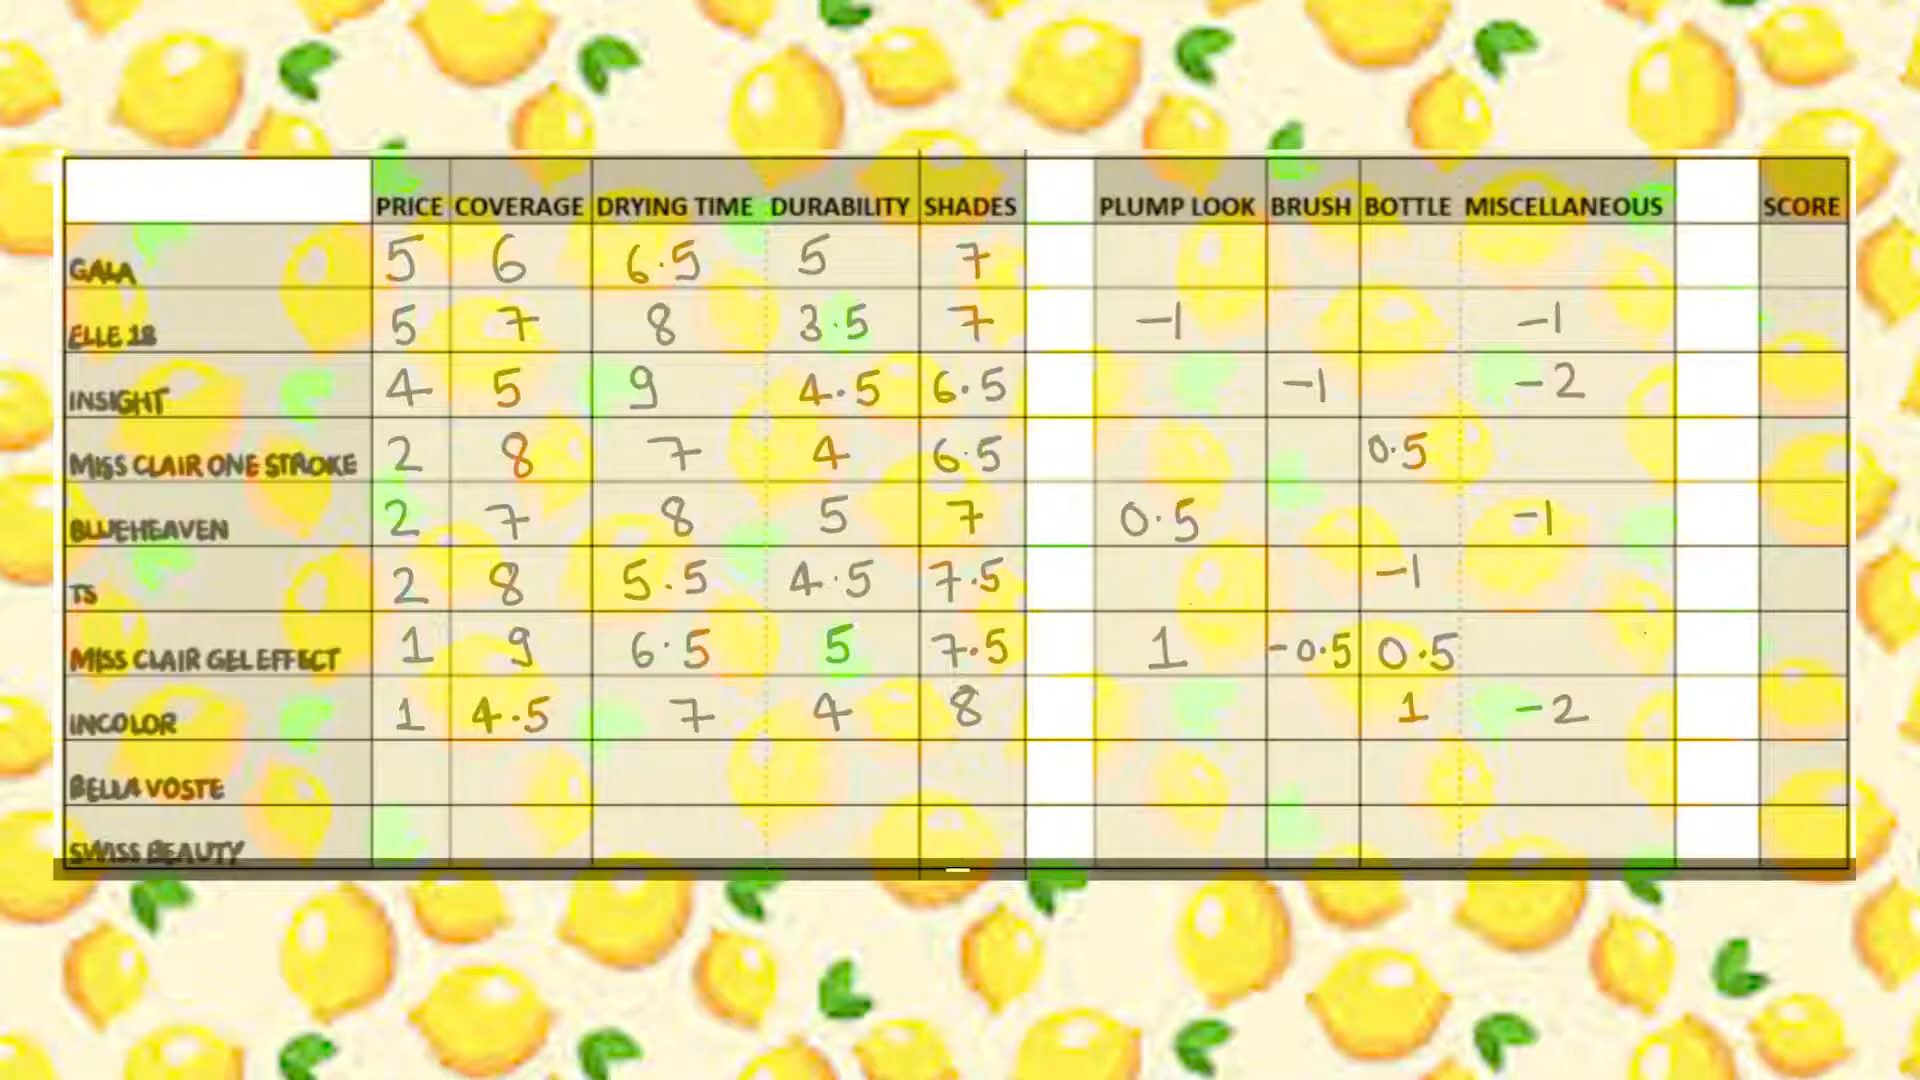 PRICE COVERAGE DRYING TIME DURABILITY SHADES PLUMP LOOK BRUSH BOTTLE MISCELLANEOUS SCORE
GALA 5 6 6.5 5 7
ELLE 18 5 7 8 3.5 7 -1 -1
INSIGHT 4 5 9 4.5 6.5 -1 -2
MISS CLAIR ONE STROKE 2 8 7 4 6.5 0.5
BLUEHEAVEN 2 7 8 5 7 0.5 -1
TS 2 8 5.5 4.5 7.5 -1
MISS CLAIR GEL EFFECT 1 9 6.5 5 7.5 1 -0.5 0.5
INCOLOR 1 4.5 7 4 8 1 -2
BELLA VOSTE
SWISS BEAUTY